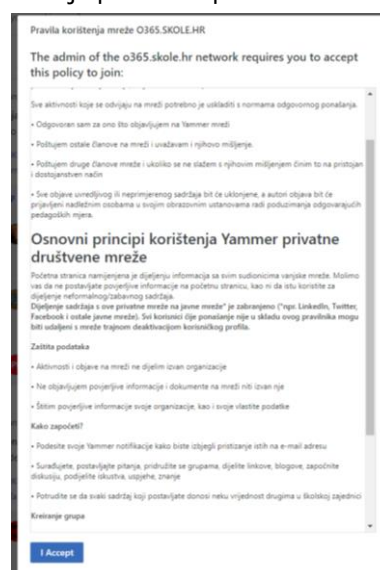 Pravila korištenja mreže O365.SKOLE.HR
The admin of the o365.skole.hr network requires you to accept
this policy to join:
Sve aktivnosti koje se odvijaju na mreži potrebno je uskladiti s normama odgovornog ponašanja.
• Odgovoran sam za ono što objavljujem na Yammer mreži
• Poštujem ostale članove na mreži i uvažavam i njihovo mišljenje.
• Poštujem druge članove mreže i ukoliko se ne slažem s njihovim mišljenjem činim to na pristojan
i dostojanstven način
• Sve objave uvredljivog ili neprimjerenog sadržaja bit će uklonjene, a autori objava bit će
prijavljeni nadležnim osobama u svojim obrazovnim ustanovama radi poduzimanja odgovarajućih
pedagoških mjera.
Osnovni principi korištenja Yammer privatne
društvene mreže
Početna stranica namijenjena je dijeljenju informacija sa svim sudionicima vanjske mreže. Molimo
vas da ne postavljate povjerljive informacije na početnu stranicu, kao ni da istu koristite za
dijeljenje neformalnog/zabavnog sadržaja.
Dijeljenje sadržaja s ove privatne mreže na javne mreže* je zabranjeno (*npr. LinkedIn, Twitter,
Facebook i ostale javne mreže). Svi korisnici čije ponašanje nije u skladu ovog pravilnika mogu
biti udaljeni s mreže trajnom deaktivacijom korisničkog profila.
Zaštita podataka
• Aktivnosti i objave na mreži ne dijelim izvan organizacije
• Ne objavljujem povjerljive informacije i dokumente na mreži niti izvan nje
• Štitim povjerljive informacije svoje organizacije, kao i svoje vlastite podatke
Kako započeti?
• Podesite svoje Yammer notifikacije kako biste izbjegli pristizanje istih na e-mail adresu
• Surađujete, postavljajte pitanja, pridružite se grupama, dijelite linkove, blogove, započnite
diskusiju, podijelite iskustva, uspjehe, znanje
• Potrudite se da svaki sadržaj koji postavljate donosi neku vrijednost drugima u školskoj zajednici
Kreiranje grupa
I Accept